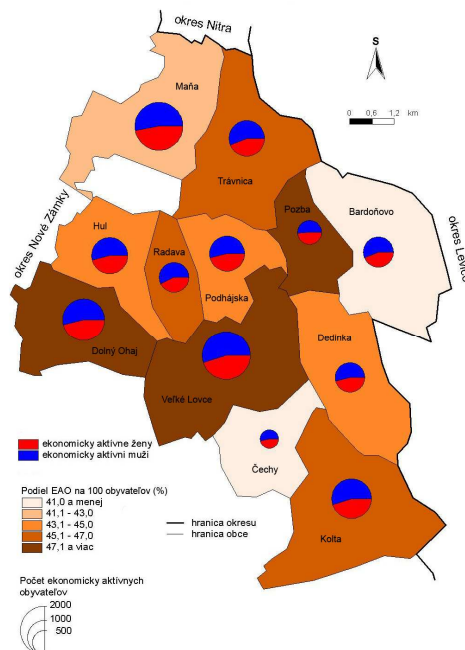 okres Nitra
Maňa
S
0 0,6 1,2 km
Trávnica
Pozba
Bardoňovo
okres Nové Zámky
okres Levice
Hul
Radava
Podhájska
Dolný Ohaj
Dedinka
Veľké Lovce
Čechy
Kolta
ekonomicky aktívne ženy
ekonomicky aktívni muži
Podiel EAO na 100 obyvateľov (%)
41,0 a menej
41,1 - 43,0
43,1 - 45,0
45,1 - 47,0
47,1 a viac
hranica okresu
hranica obce
Počet ekonomicky aktívnych
obyvateľov
2000
1000
500